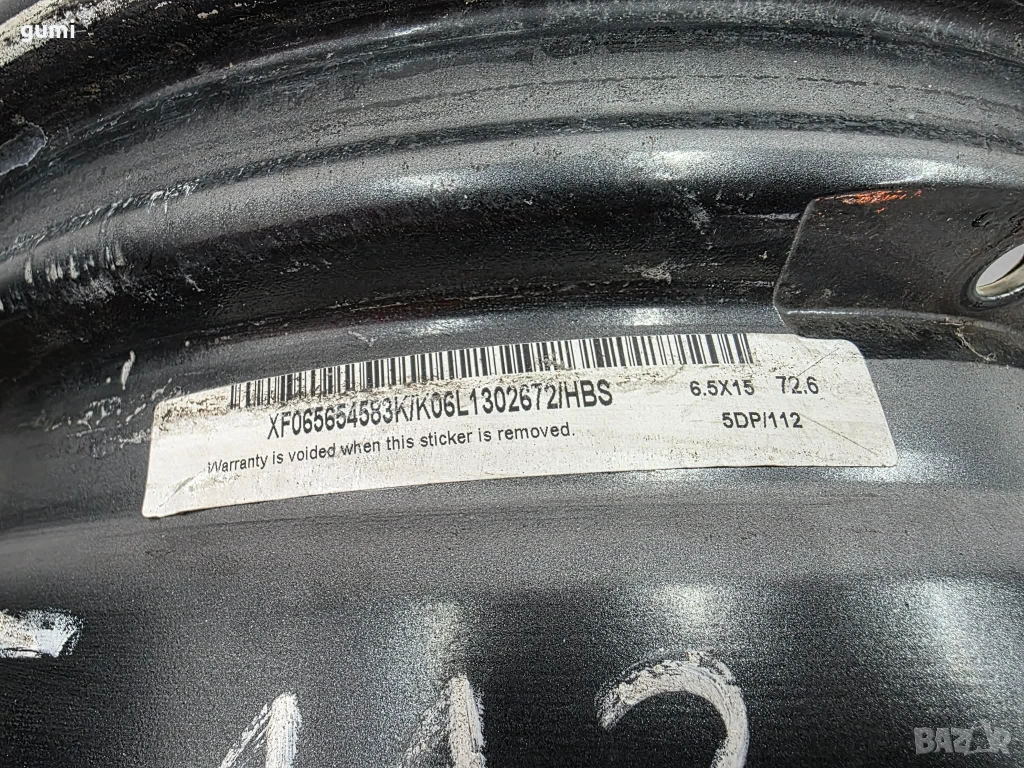 gumi
XF065654583K/K06L1302672/HBS 6.5X15 72.6
Warranty is voided when this sticker is removed. 5DP/112
112
BAZAR